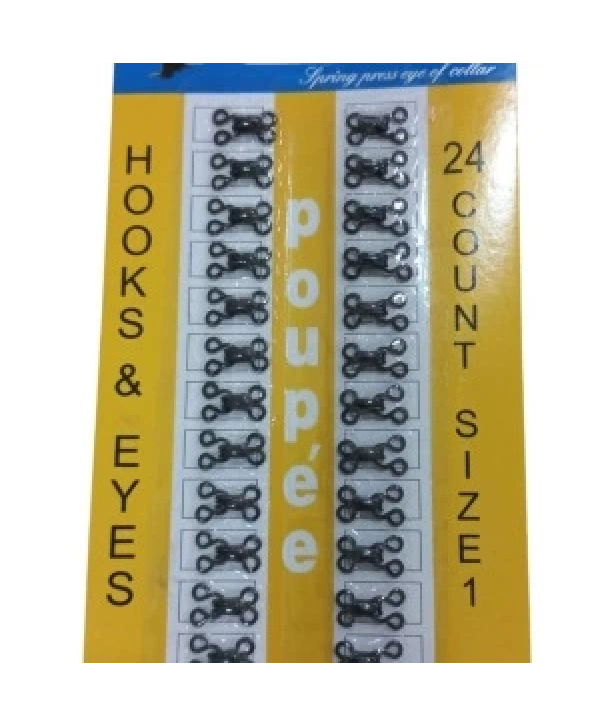 Spring press eye of collar
HOOKS & EYES
poupée
24 COUNT SIZE 1